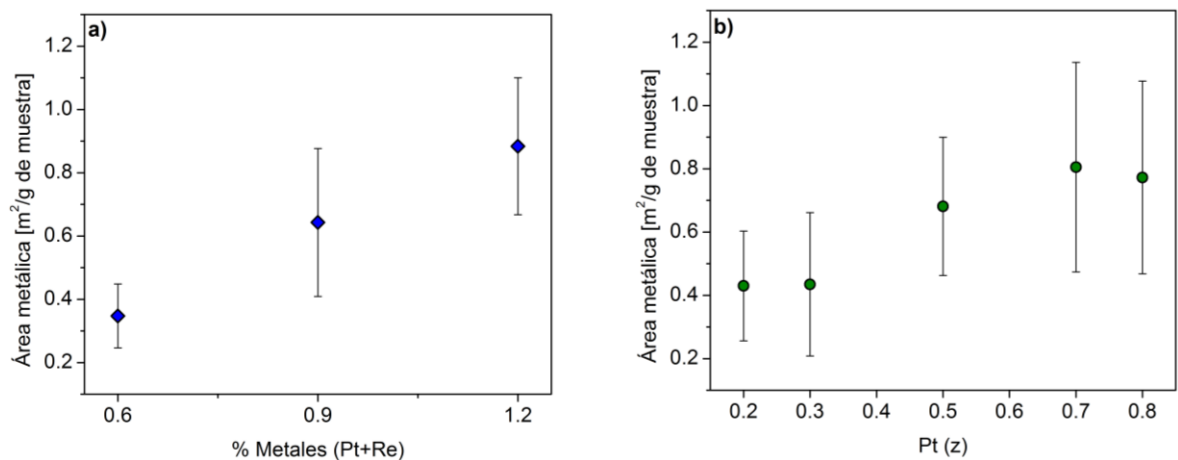 a)
Área metálica [m²/g de muestra]
1.2
1.0
0.8
0.6
0.4
0.2
0.6 0.9 1.2
% Metales (Pt+Re)
b)
Área metálica [m²/g de muestra]
1.2
1.0
0.8
0.6
0.4
0.2
0.2 0.3 0.4 0.5 0.6 0.7 0.8
Pt (z)